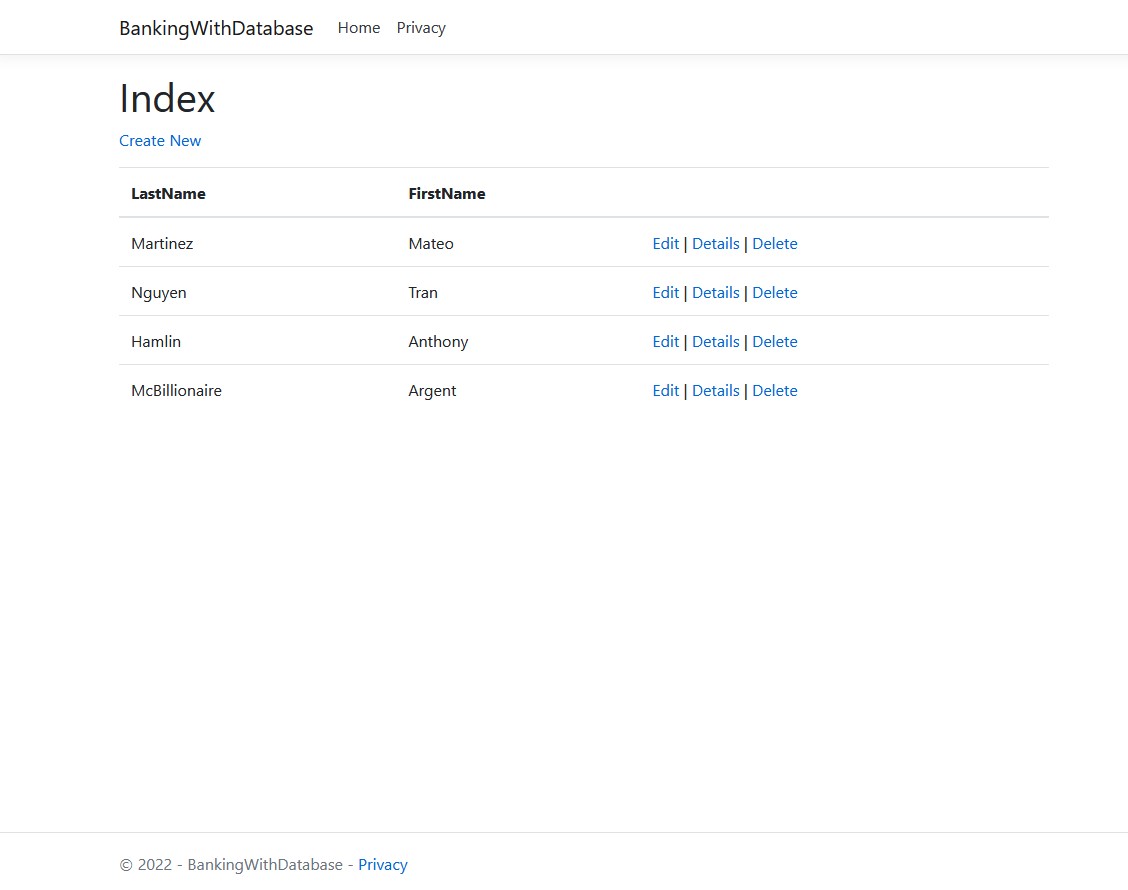 BankingWithDatabase Home Privacy
Index
Create New
LastName FirstName
Martinez Mateo Edit | Details | Delete
Nguyen Tran Edit | Details | Delete
Hamlin Anthony Edit | Details | Delete
McBillionaire Argent Edit | Details | Delete
© 2022 - BankingWithDatabase - Privacy